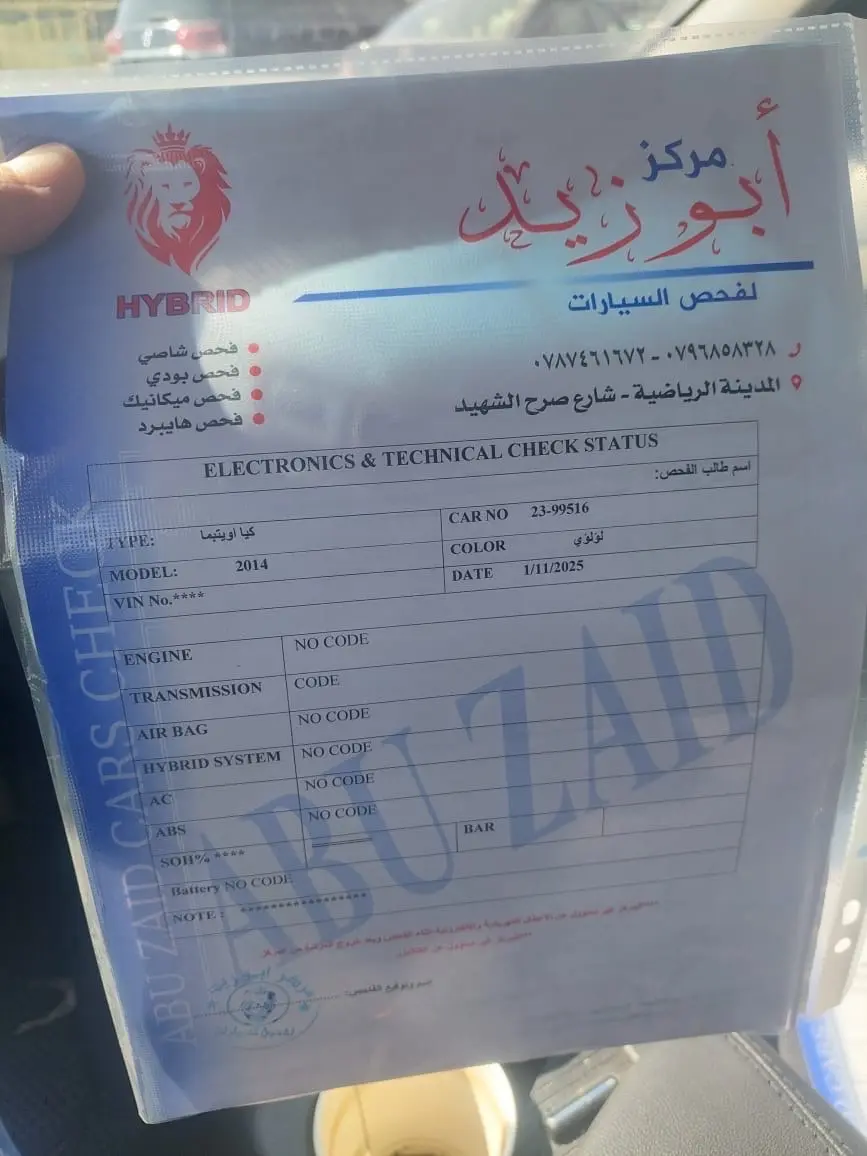 مركز
أبو زيد
لفحص السيارات
HYBRID
٠٧٩٦٨٥٨٣٢٨ - ٠٧٨٧٤٦١٦٧٢
المدينة الرياضية - شارع صرح الشهيد
فحص شاصي
فحص بودي
فحص ميكانيك
فحص هايبرد
ELECTRONICS & TECHNICAL CHECK STATUS
اسم طالب الفحص:
TYPE: كيا اوبتيما
CAR NO 23-99516
MODEL: 2014
COLOR لؤلؤي
VIN No.****
DATE 1/11/2025
ENGINE NO CODE
TRANSMISSION CODE
AIR BAG NO CODE
HYBRID SYSTEM NO CODE
AC NO CODE
ABS NO CODE
SOH% **** BAR
Battery NO CODE
NOTE : *****************
اسم وتوقيع الفاحص:
ABU ZAID CARS CHECK
ABU ZAID